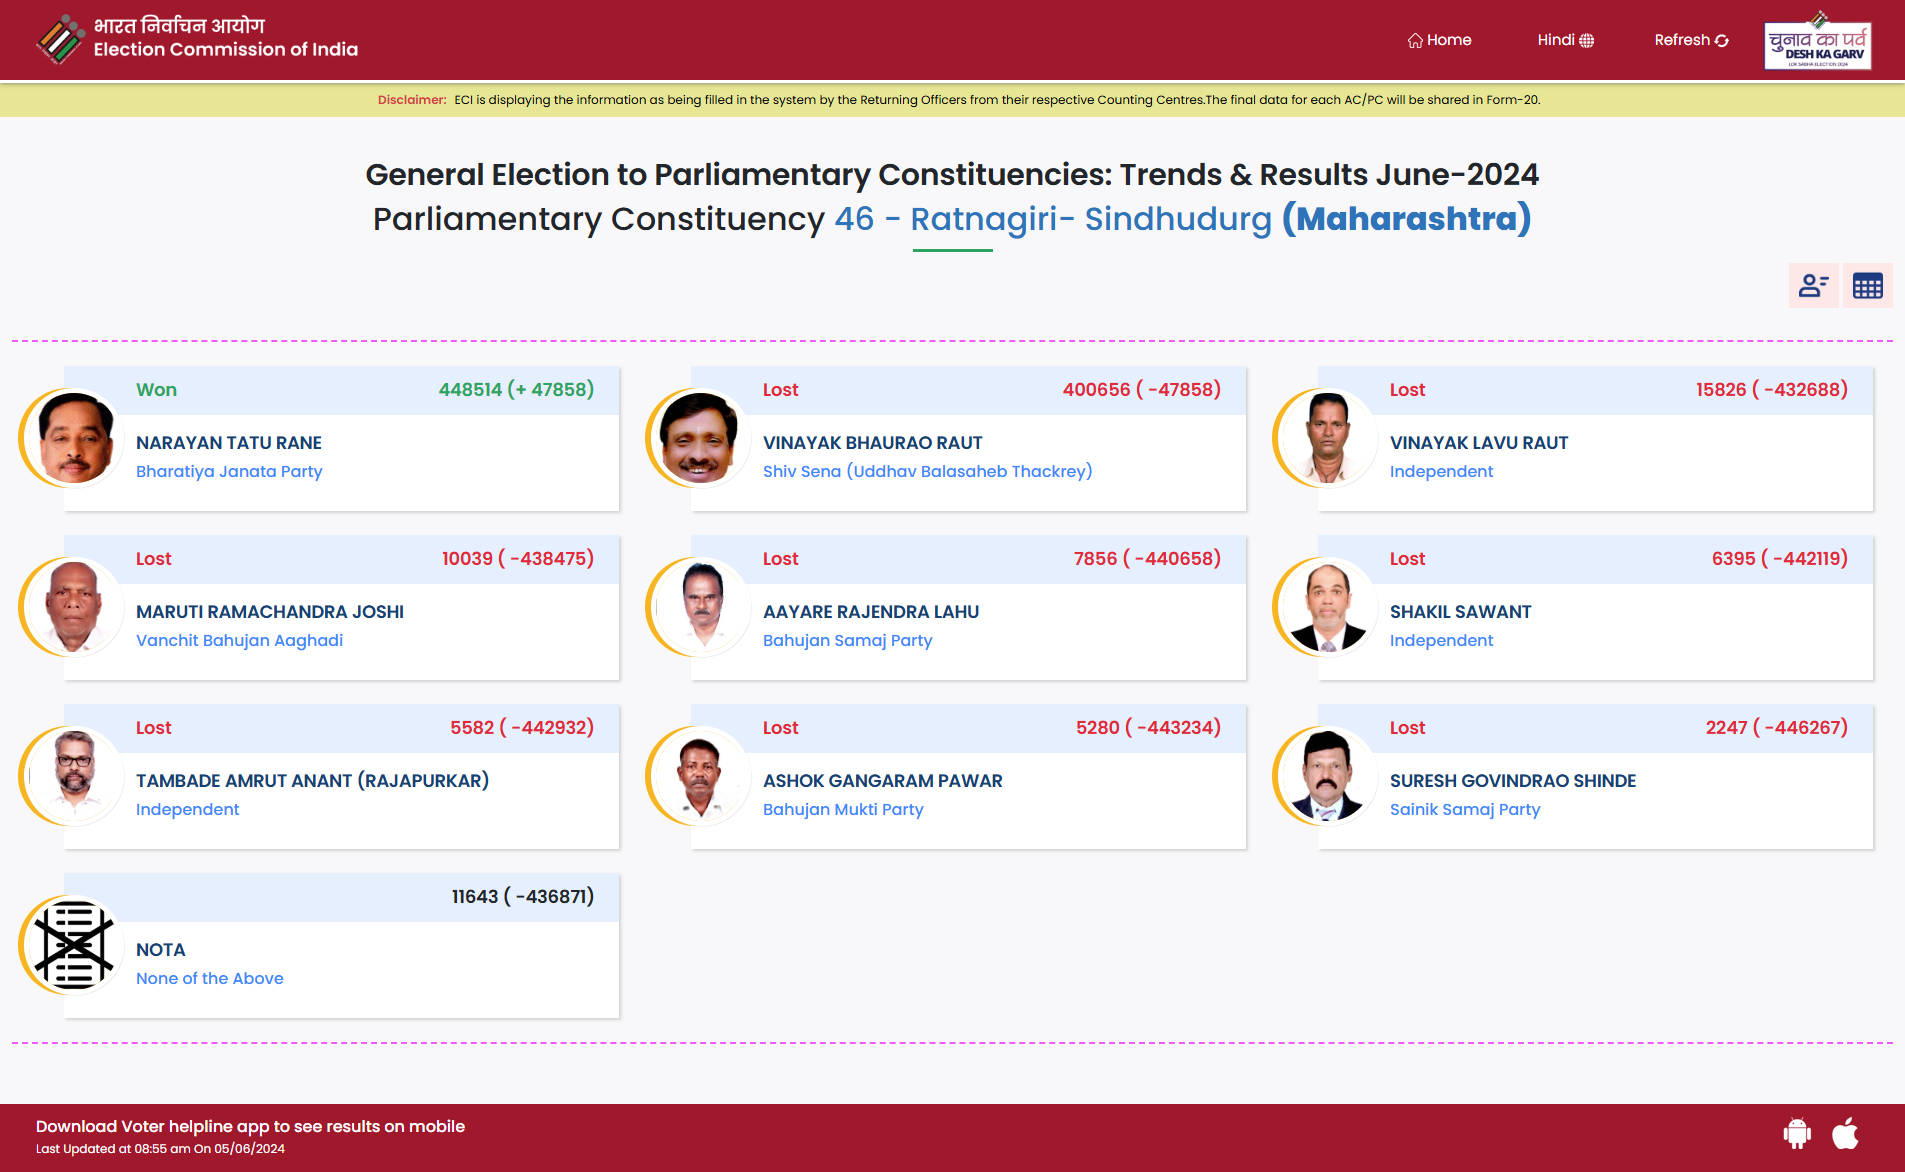 भारत निर्वाचन आयोग
Election Commission of India
Home
Hindi
Refresh
चुनाव का पर्व
DESH KA GARV
LOK SABHA ELECTION 2024
Disclaimer: ECI is displaying the information as being filled in the system by the Returning Officers from their respective Counting Centres.The final data for each AC/PC will be shared in Form-20.
General Election to Parliamentary Constituencies: Trends & Results June-2024
Parliamentary Constituency 46 - Ratnagiri- Sindhudurg (Maharashtra)
Won 448514 (+ 47858)
NARAYAN TATU RANE
Bharatiya Janata Party
Lost 400656 ( -47858)
VINAYAK BHAURAO RAUT
Shiv Sena (Uddhav Balasaheb Thackrey)
Lost 15826 ( -432688)
VINAYAK LAVU RAUT
Independent
Lost 10039 ( -438475)
MARUTI RAMACHANDRA JOSHI
Vanchit Bahujan Aaghadi
Lost 7856 ( -440658)
AAYARE RAJENDRA LAHU
Bahujan Samaj Party
Lost 6395 ( -442119)
SHAKIL SAWANT
Independent
Lost 5582 ( -442932)
TAMBADE AMRUT ANANT (RAJAPURKAR)
Independent
Lost 5280 ( -443234)
ASHOK GANGARAM PAWAR
Bahujan Mukti Party
Lost 2247 ( -446267)
SURESH GOVINDRAO SHINDE
Sainik Samaj Party
11643 ( -436871)
NOTA
None of the Above
Download Voter helpline app to see results on mobile
Last Updated at 08:55 am On 05/06/2024